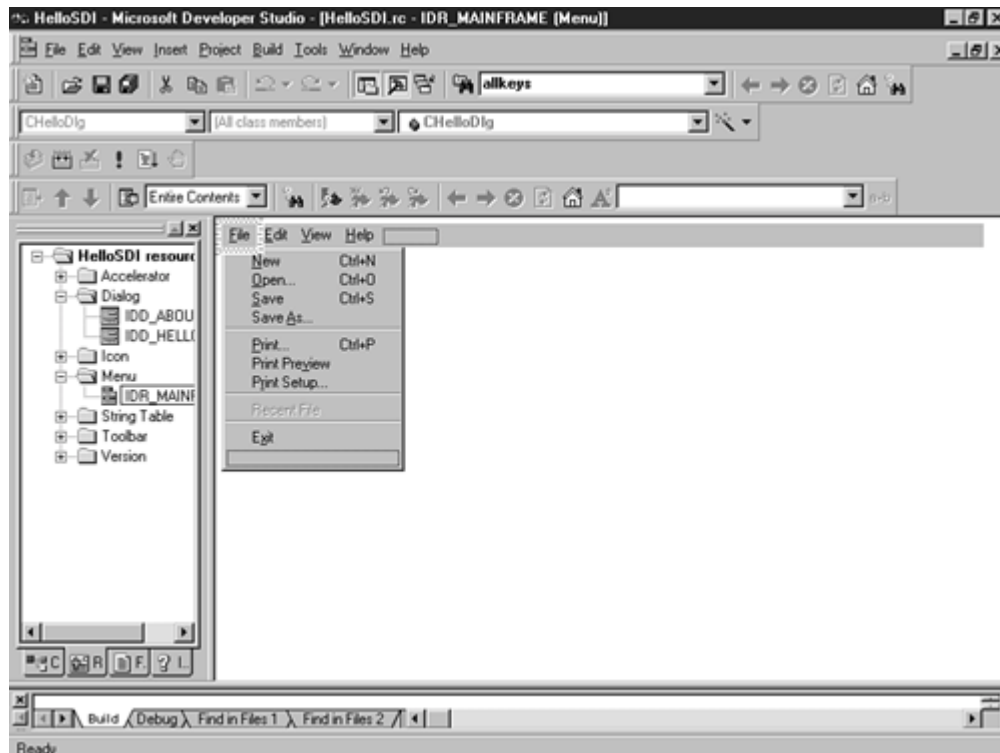 HelloSDI - Microsoft Developer Studio - [HelloSDI.rc - IDR_MAINFRAME (Menu)]
File Edit View Insert Project Build Tools Window Help
allkeys
CHelloDlg (All class members) CHelloDlg
Entire Contents
HelloSDI resourc
Accelerator
Dialog
IDD_ABOU
IDD_HELL
Icon
Menu
IDR_MAINF
String Table
Toolbar
Version
C R F. I...
File Edit View Help
New Ctrl+N
Open... Ctrl+O
Save Ctrl+S
Save As...
Print... Ctrl+P
Print Preview
Print Setup...
Recent File
Exit
Build Debug Find in Files 1 Find in Files 2
Ready